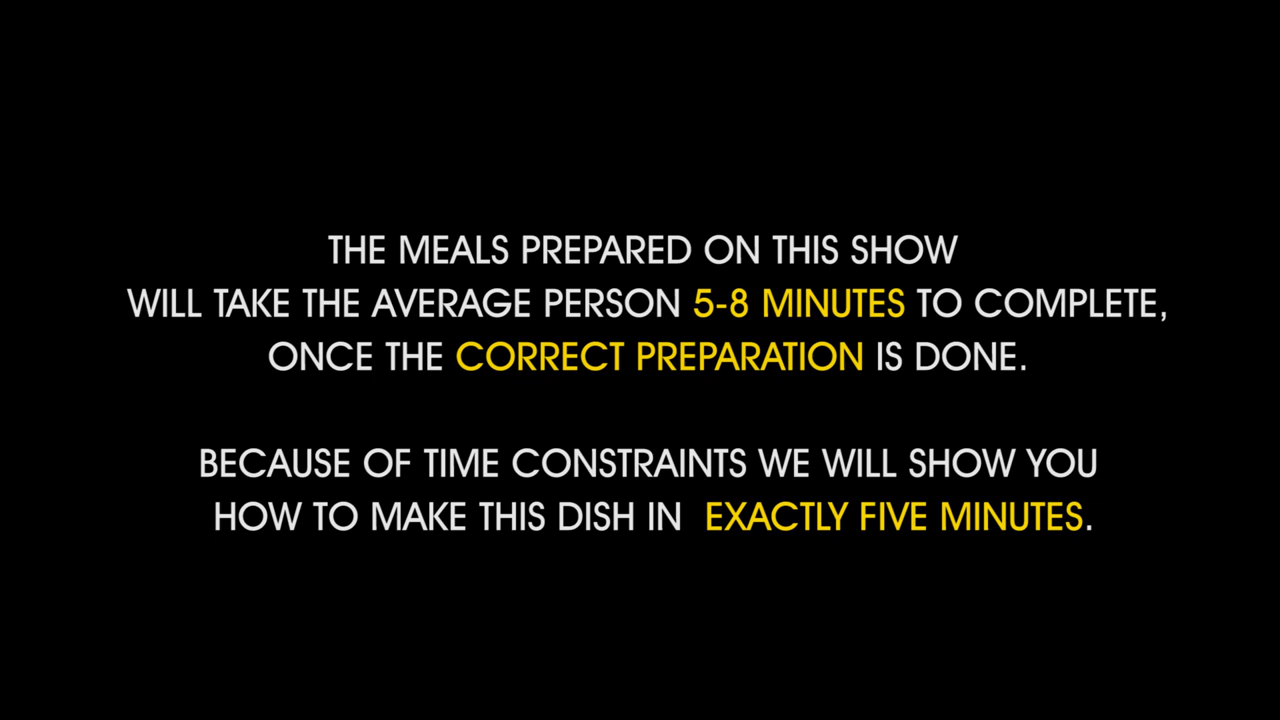 THE MEALS PREPARED ON THIS SHOW
WILL TAKE THE AVERAGE PERSON 5-8 MINUTES TO COMPLETE,
ONCE THE CORRECT PREPARATION IS DONE.
BECAUSE OF TIME CONSTRAINTS WE WILL SHOW YOU
HOW TO MAKE THIS DISH IN  EXACTLY FIVE MINUTES.